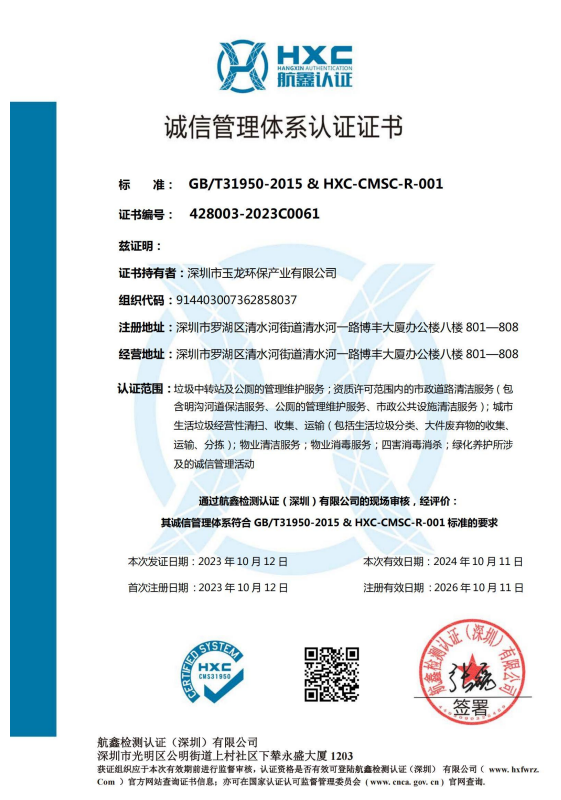 HXC
HANGXIN AUTHENTICATION
航鑫认证
诚信管理体系认证证书
标 准： GB/T31950-2015 & HXC-CMSC-R-001
证书编号： 428003-2023C0061
兹证明：
证书持有者：深圳市玉龙环保产业有限公司
组织代码：914403007362858037
注册地址：深圳市罗湖区清水河街道清水河一路博丰大厦办公楼八楼 801—808
经营地址：深圳市罗湖区清水河街道清水河一路博丰大厦办公楼八楼 801—808
认证范围：垃圾中转站及公厕的管理维护服务；资质许可范围内的市政道路清洁服务（包
含明沟河道保洁服务、公厕的管理维护服务、市政公共设施清洁服务）；城市
生活垃圾经营性清扫、收集、运输（包括生活垃圾分类、大件废弃物的收集、
运输、分拣）；物业清洁服务；物业消毒服务；四害消毒消杀；绿化养护所涉
及的诚信管理活动
通过航鑫检测认证（深圳）有限公司的现场审核，经评价：
其诚信管理体系符合 GB/T31950-2015 & HXC-CMSC-R-001 标准的要求
本次发证日期：2023 年 10 月 12 日 本次有效日期：2024 年 10 月 11 日
首次注册日期：2023 年 10 月 12 日 注册有效日期：2026 年 10 月 11 日
CERTIFIED SYSTEM
HXC
CMS31950
航鑫检测认证（深圳）有限公司
签署
航鑫检测认证（深圳）有限公司
深圳市光明区公明街道上村社区下辇永盛大厦 1203
获证组织应于本次有效期前进行监督审核，认证资格是否有效可登陆航鑫检测认证（深圳） 有限公司（ www. hxfwrz.
Com ）官方网站查询证书信息；亦可在国家认证认可监督管理委员会（ www. cnca. gov. cn ）官网查询.